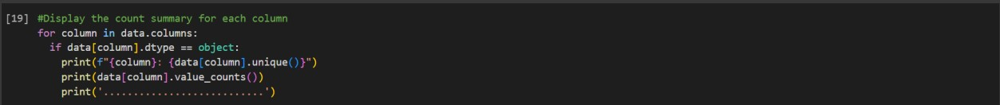 [19] #Display the count summary for each column
for column in data.columns:
  if data[column].dtype == object:
    print(f"{column}: {data[column].unique()}")
    print(data[column].value_counts())
    print('...........................')